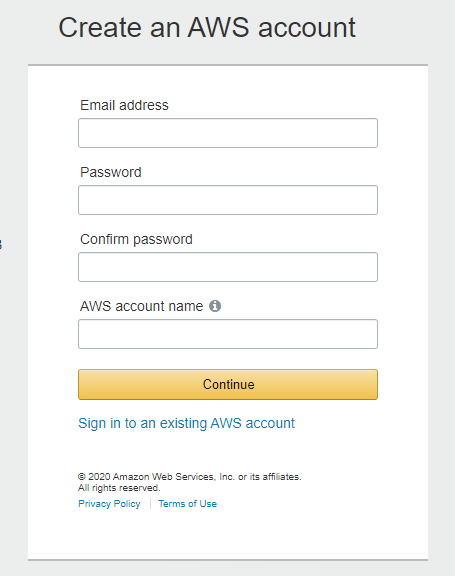 Create an AWS account
Email address
Password
Confirm password
AWS account name
Continue
Sign in to an existing AWS account
© 2020 Amazon Web Services, Inc. or its affiliates.
All rights reserved.
Privacy Policy | Terms of Use